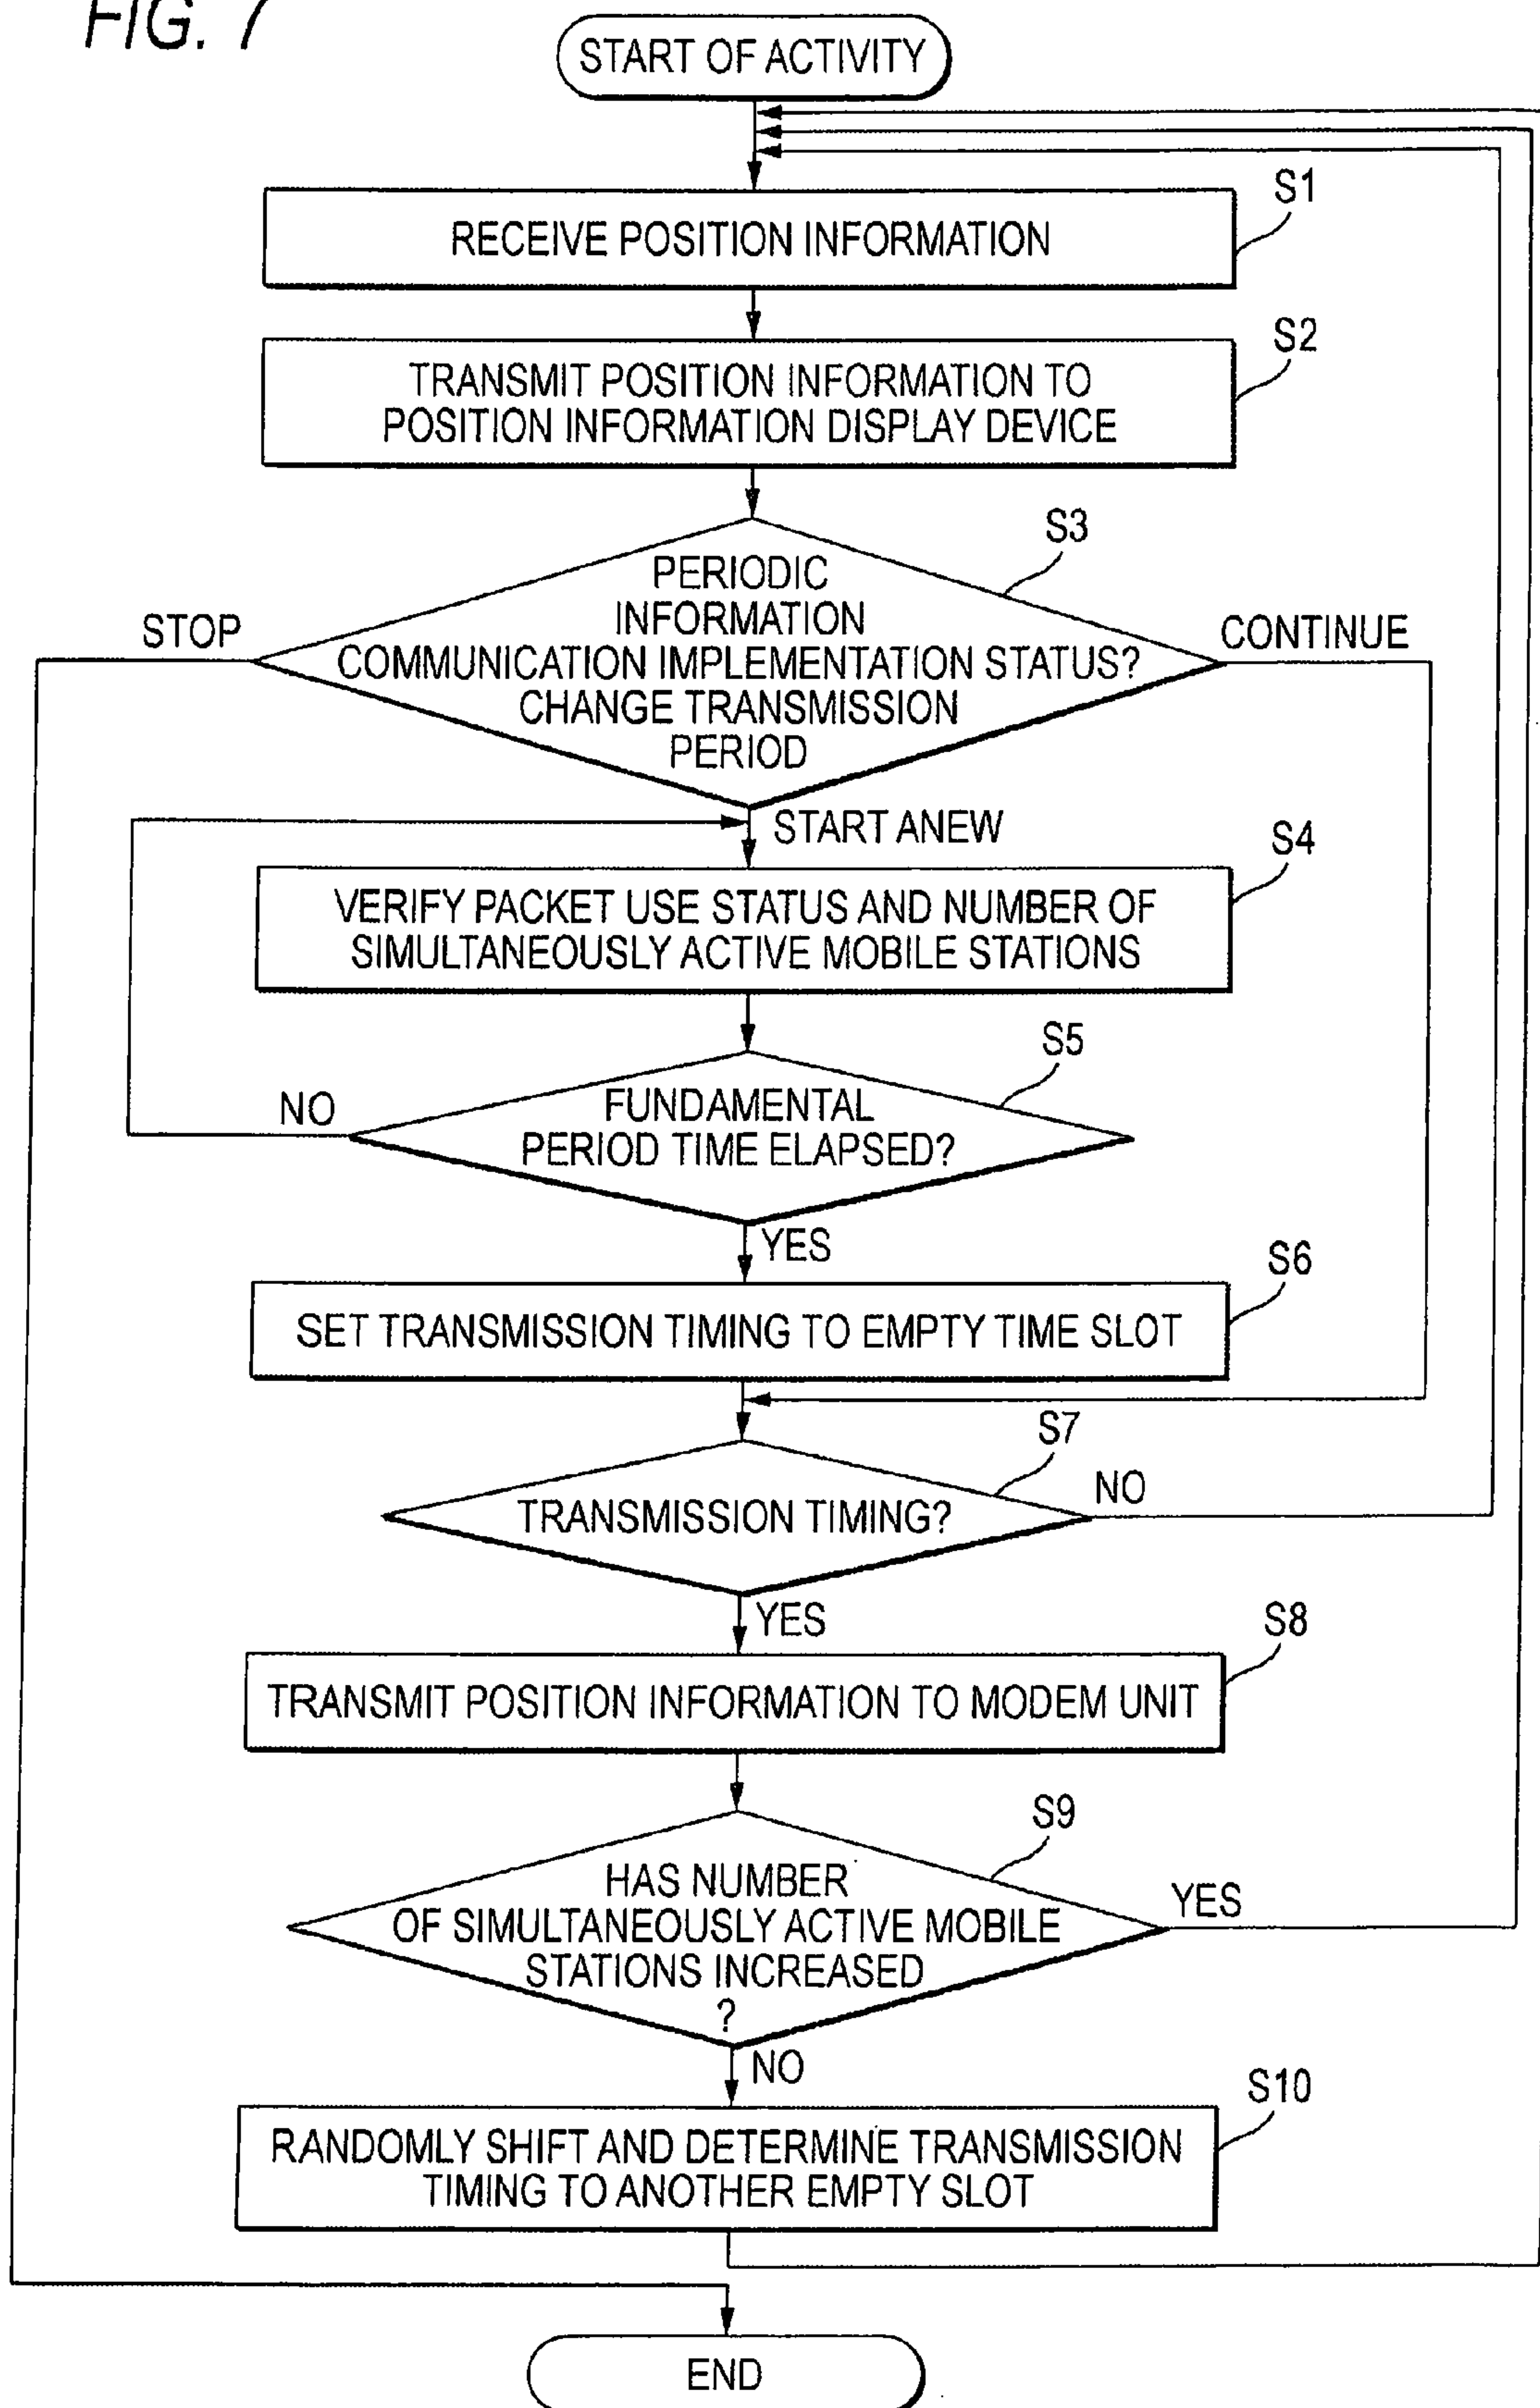 FIG. 7
START OF ACTIVITY
S1
RECEIVE POSITION INFORMATION
S2
TRANSMIT POSITION INFORMATION TO
POSITION INFORMATION DISPLAY DEVICE
S3
PERIODIC
INFORMATION
COMMUNICATION IMPLEMENTATION STATUS?
CHANGE TRANSMISSION
PERIOD
STOP
CONTINUE
START ANEW
S4
VERIFY PACKET USE STATUS AND NUMBER OF
SIMULTANEOUSLY ACTIVE MOBILE STATIONS
S5
FUNDAMENTAL
PERIOD TIME ELAPSED?
NO
YES
S6
SET TRANSMISSION TIMING TO EMPTY TIME SLOT
S7
TRANSMISSION TIMING?
NO
YES
S8
TRANSMIT POSITION INFORMATION TO MODEM UNIT
S9
HAS NUMBER
OF SIMULTANEOUSLY ACTIVE MOBILE
STATIONS INCREASED
?
YES
NO
S10
RANDOMLY SHIFT AND DETERMINE TRANSMISSION
TIMING TO ANOTHER EMPTY SLOT
END